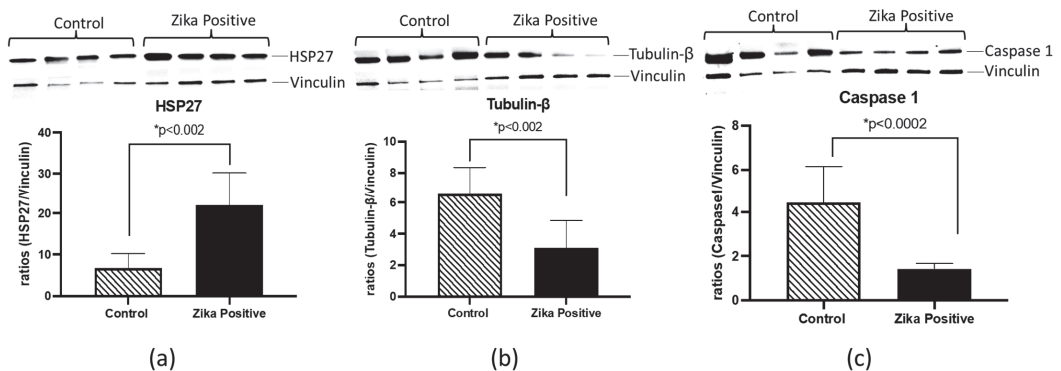 Control Zika Positive
HSP27
Vinculin
HSP27
*p<0.002
ratios (HSP27/Vinculin)
40
30
20
10
0
Control Zika Positive
(a)
Control Zika Positive
Tubulin-β
Vinculin
Tubulin-β
*p<0.002
ratios (Tubulin-β/Vinculin)
10
8
6
4
2
0
Control Zika Positive
(b)
Control Zika Positive
Caspase 1
Vinculin
Caspase 1
*p<0.0002
ratios (CaspaseI/Vinculin)
8
6
4
2
0
Control Zika Positive
(c)